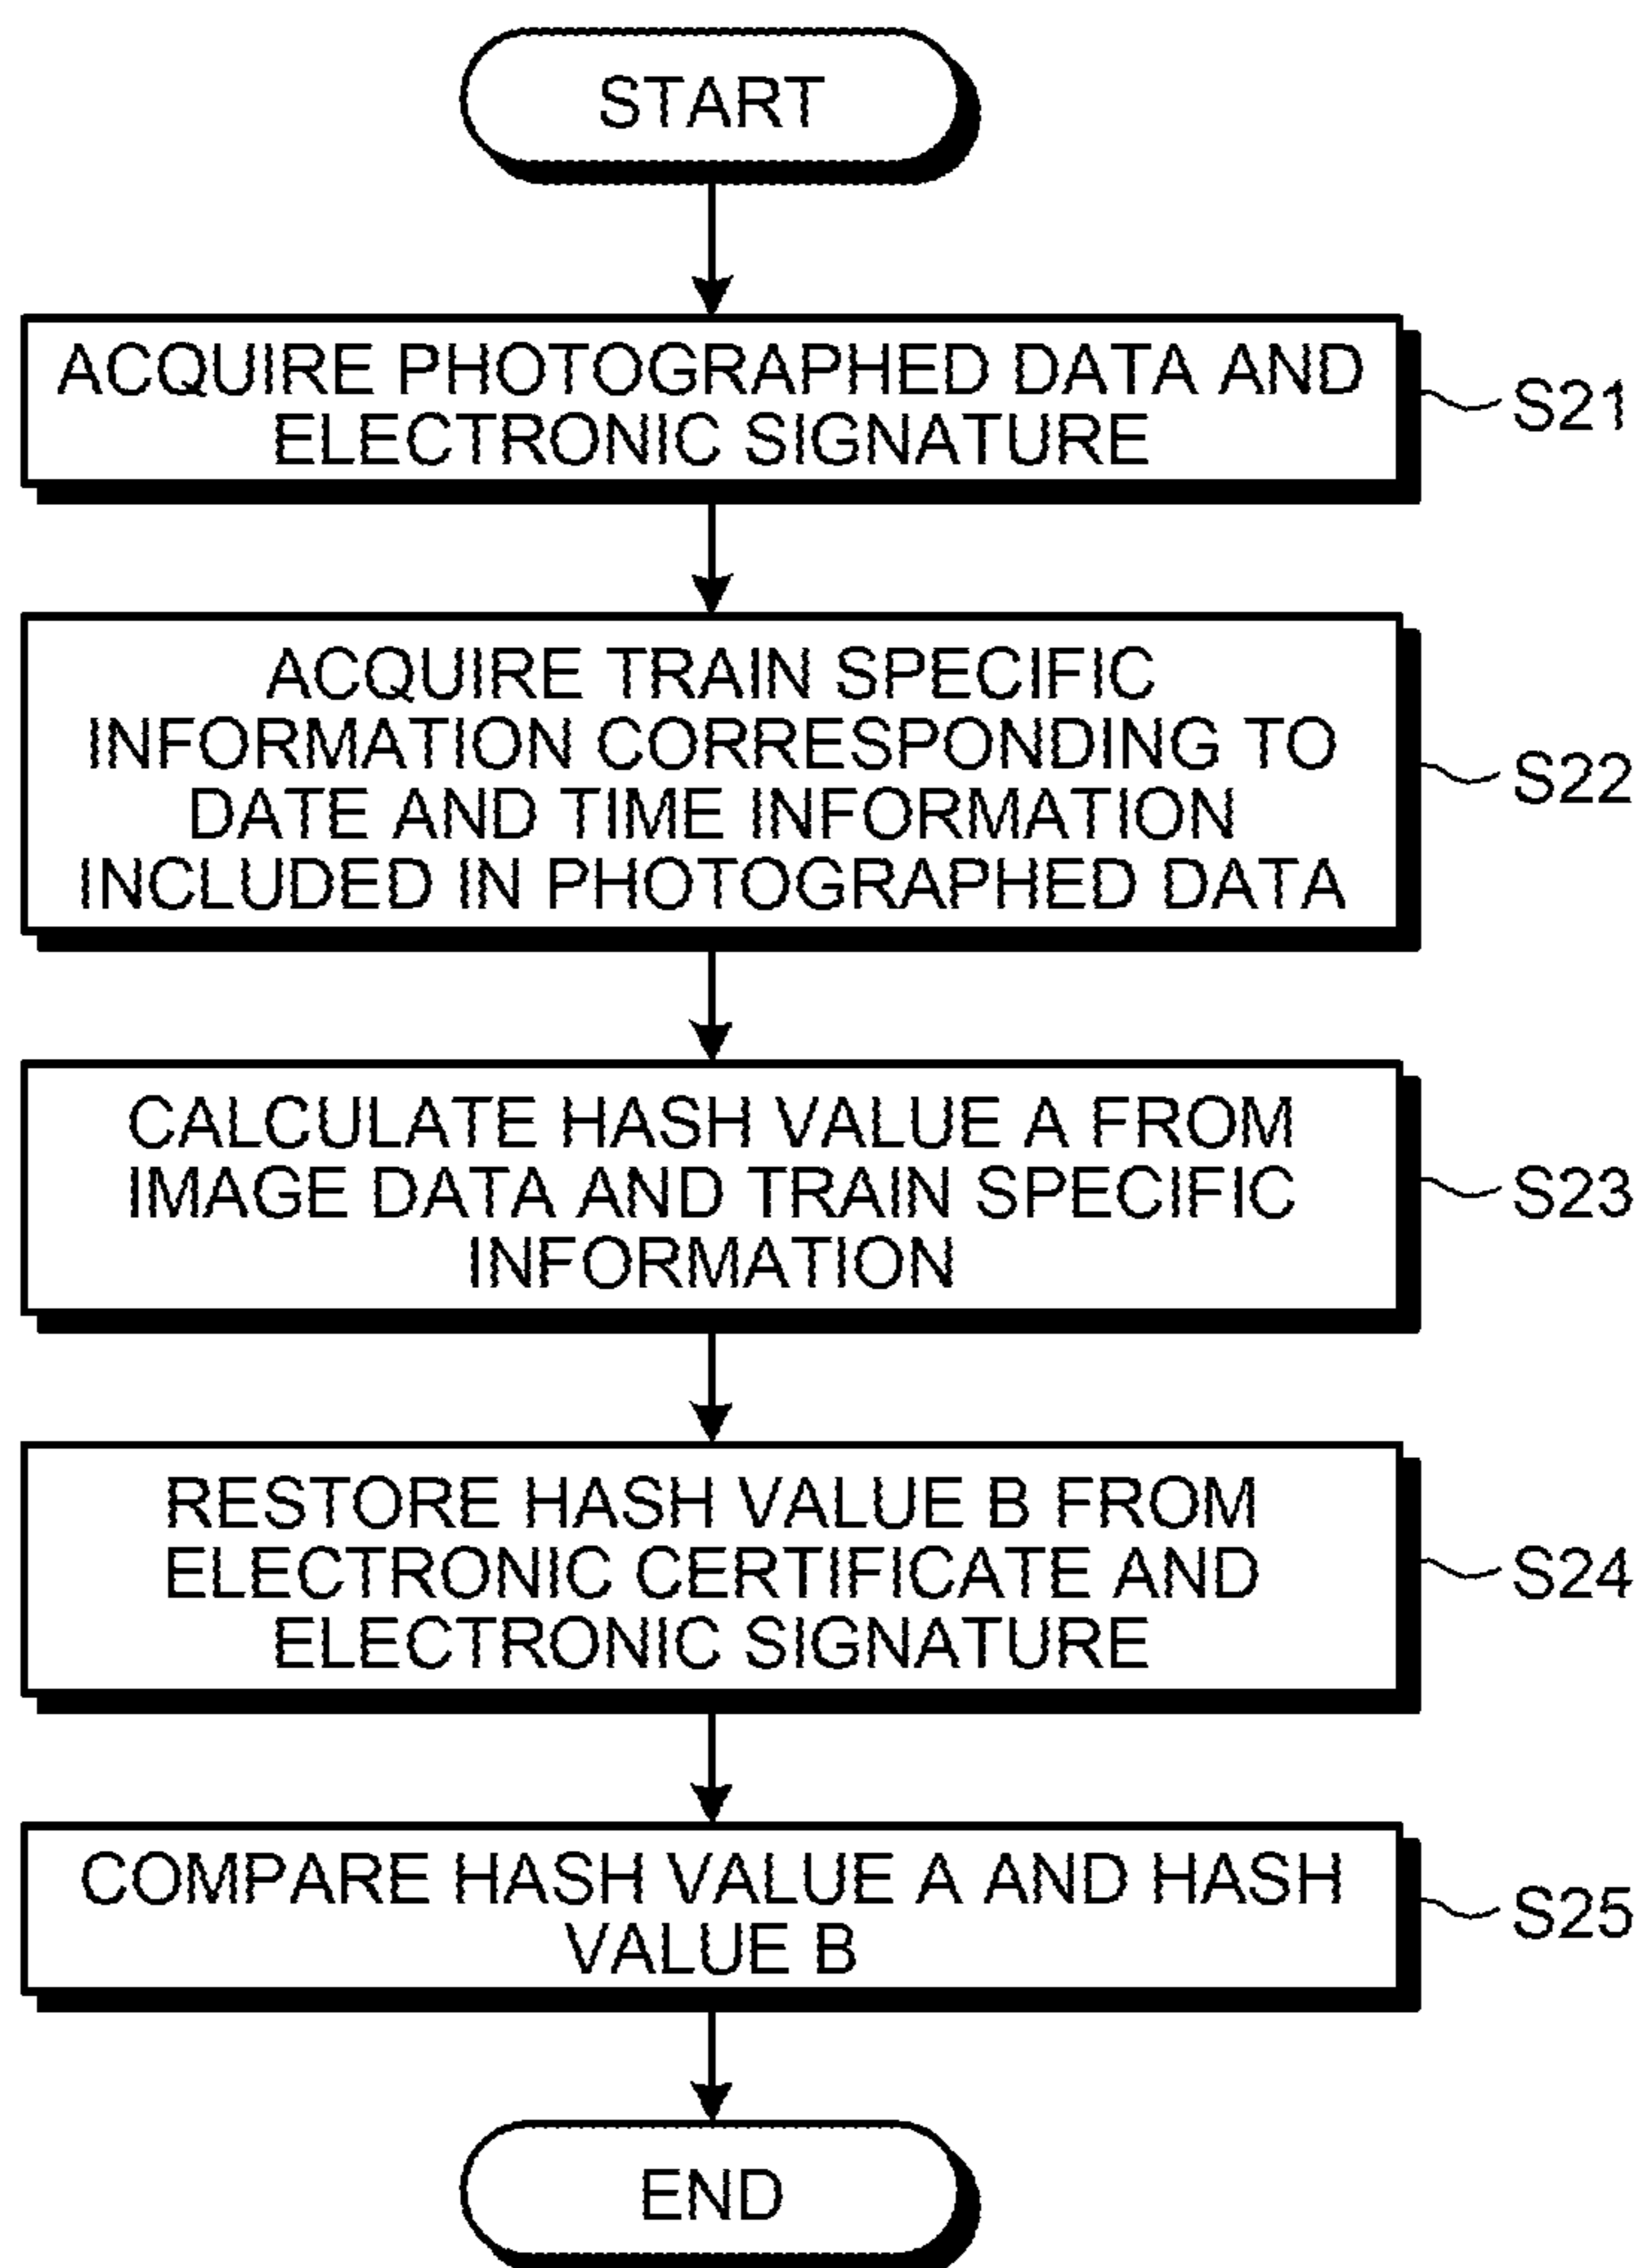 START
ACQUIRE PHOTOGRAPHED DATA AND
ELECTRONIC SIGNATURE
S21
ACQUIRE TRAIN SPECIFIC
INFORMATION CORRESPONDING TO
DATE AND TIME INFORMATION
INCLUDED IN PHOTOGRAPHED DATA
S22
CALCULATE HASH VALUE A FROM
IMAGE DATA AND TRAIN SPECIFIC
INFORMATION
S23
RESTORE HASH VALUE B FROM
ELECTRONIC CERTIFICATE AND
ELECTRONIC SIGNATURE
S24
COMPARE HASH VALUE A AND HASH
VALUE B
S25
END